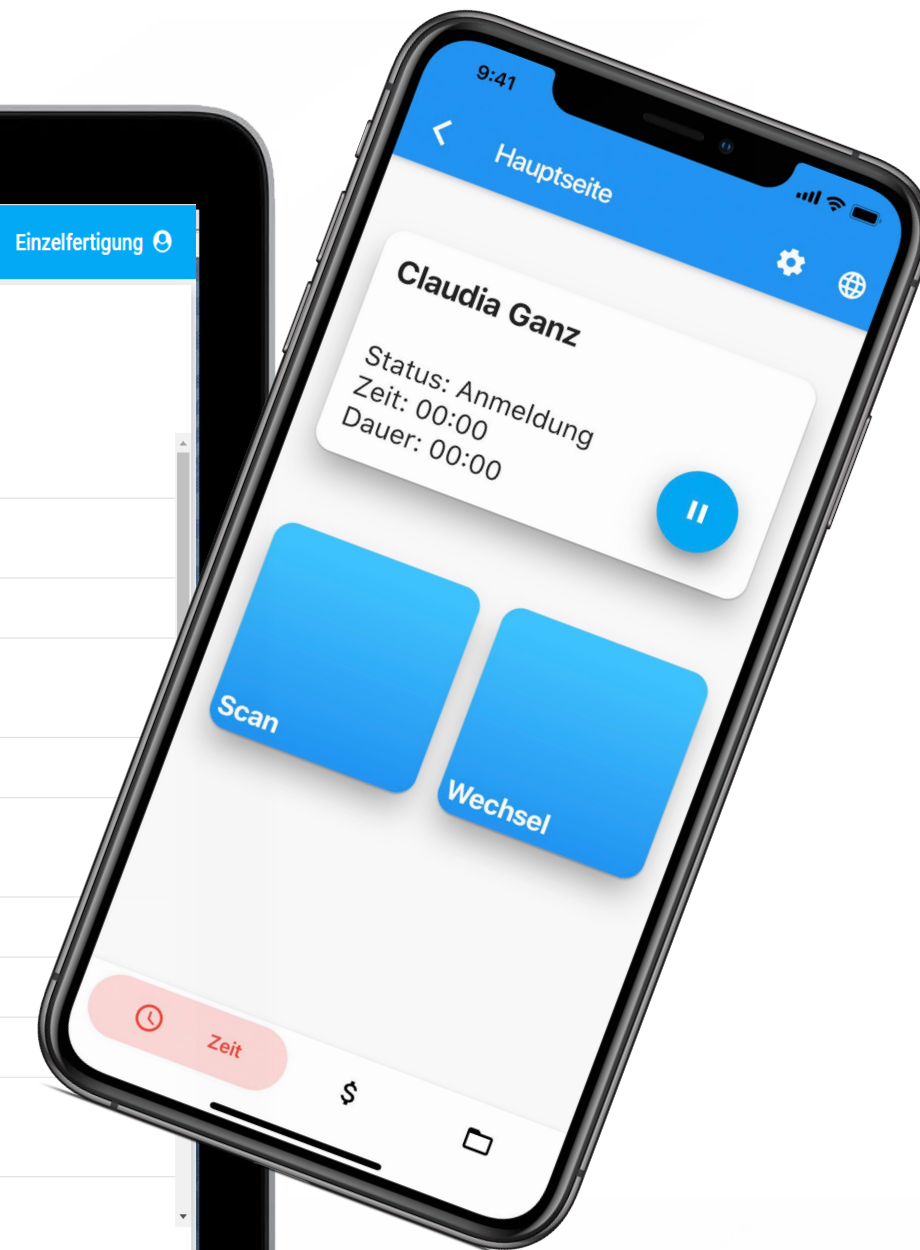 Einzelfertigung
9:41
Hauptseite
Claudia Ganz
Status: Anmeldung
Zeit: 00:00
Dauer: 00:00
Scan
Wechsel
Zeit
$